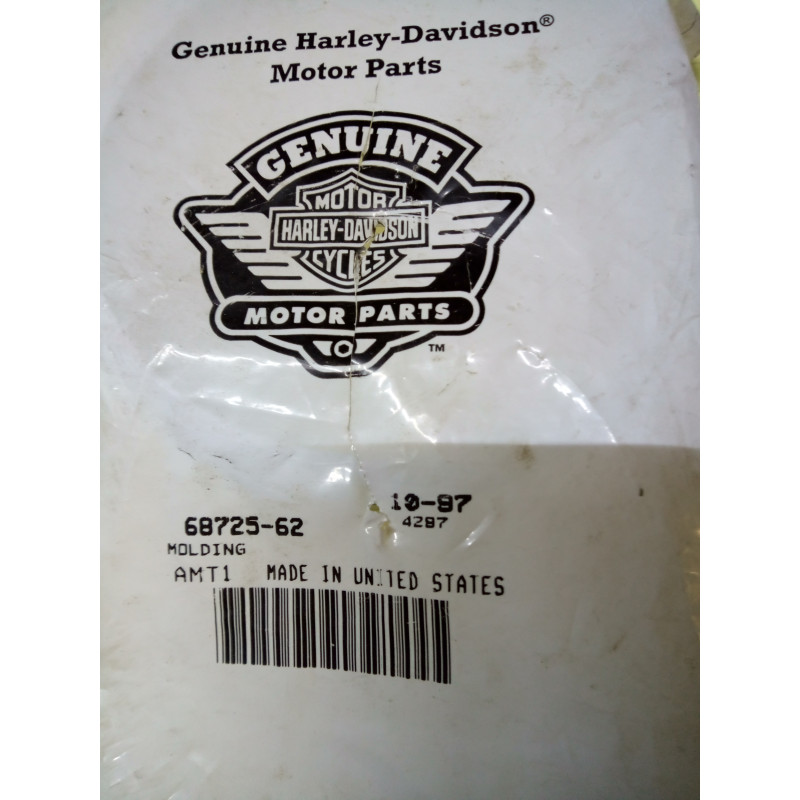 Genuine Harley-Davidson®
Motor Parts
GENUINE
MOTOR
HARLEY-DAVIDSON
CYCLES
MOTOR PARTS
™
10-97
68725-62
4297
MOLDING
AMT1 MADE IN UNITED STATES